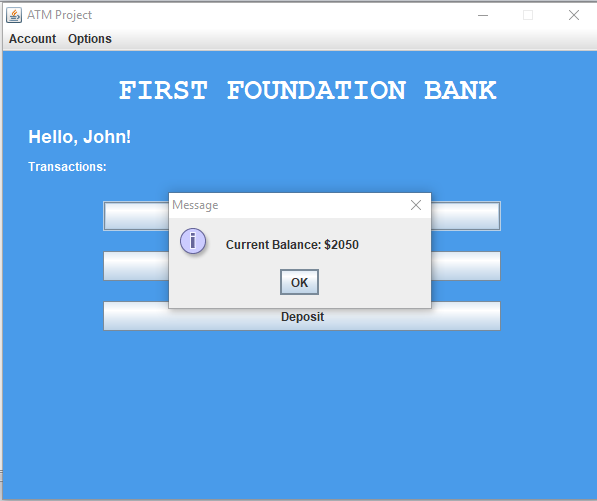 ATM Project
Account Options
FIRST FOUNDATION BANK
Hello, John!
Transactions:
Message
Current Balance: $2050
OK
Deposit